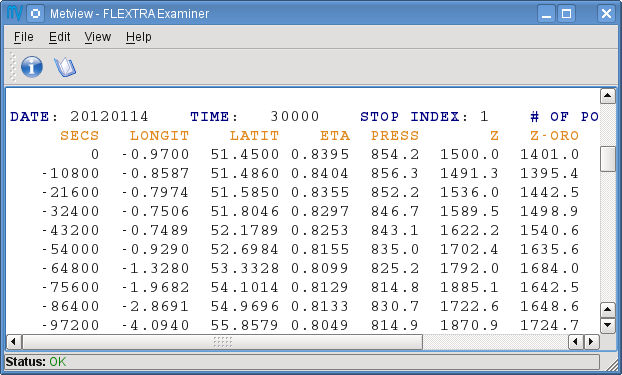 Metview - FLEXTRA Examiner
File Edit View Help
DATE: 20120114 TIME: 30000 STOP INDEX: 1 # OF PO
SECS LONGIT LATIT ETA PRESS Z Z-ORO
0 -0.9700 51.4500 0.8395 854.2 1500.0 1401.0
-10800 -0.8587 51.4860 0.8404 856.3 1491.3 1395.4
-21600 -0.7974 51.5850 0.8355 852.2 1536.0 1442.5
-32400 -0.7506 51.8046 0.8297 846.7 1589.5 1498.9
-43200 -0.7489 52.1789 0.8253 843.1 1622.2 1540.6
-54000 -0.9290 52.6984 0.8155 835.0 1702.4 1635.6
-64800 -1.3280 53.3328 0.8099 825.2 1792.0 1684.0
-75600 -1.9682 54.1014 0.8129 814.8 1885.1 1642.5
-86400 -2.8691 54.9696 0.8133 830.7 1722.6 1648.6
-97200 -4.0940 55.8579 0.8049 814.9 1870.9 1724.7
Status: OK